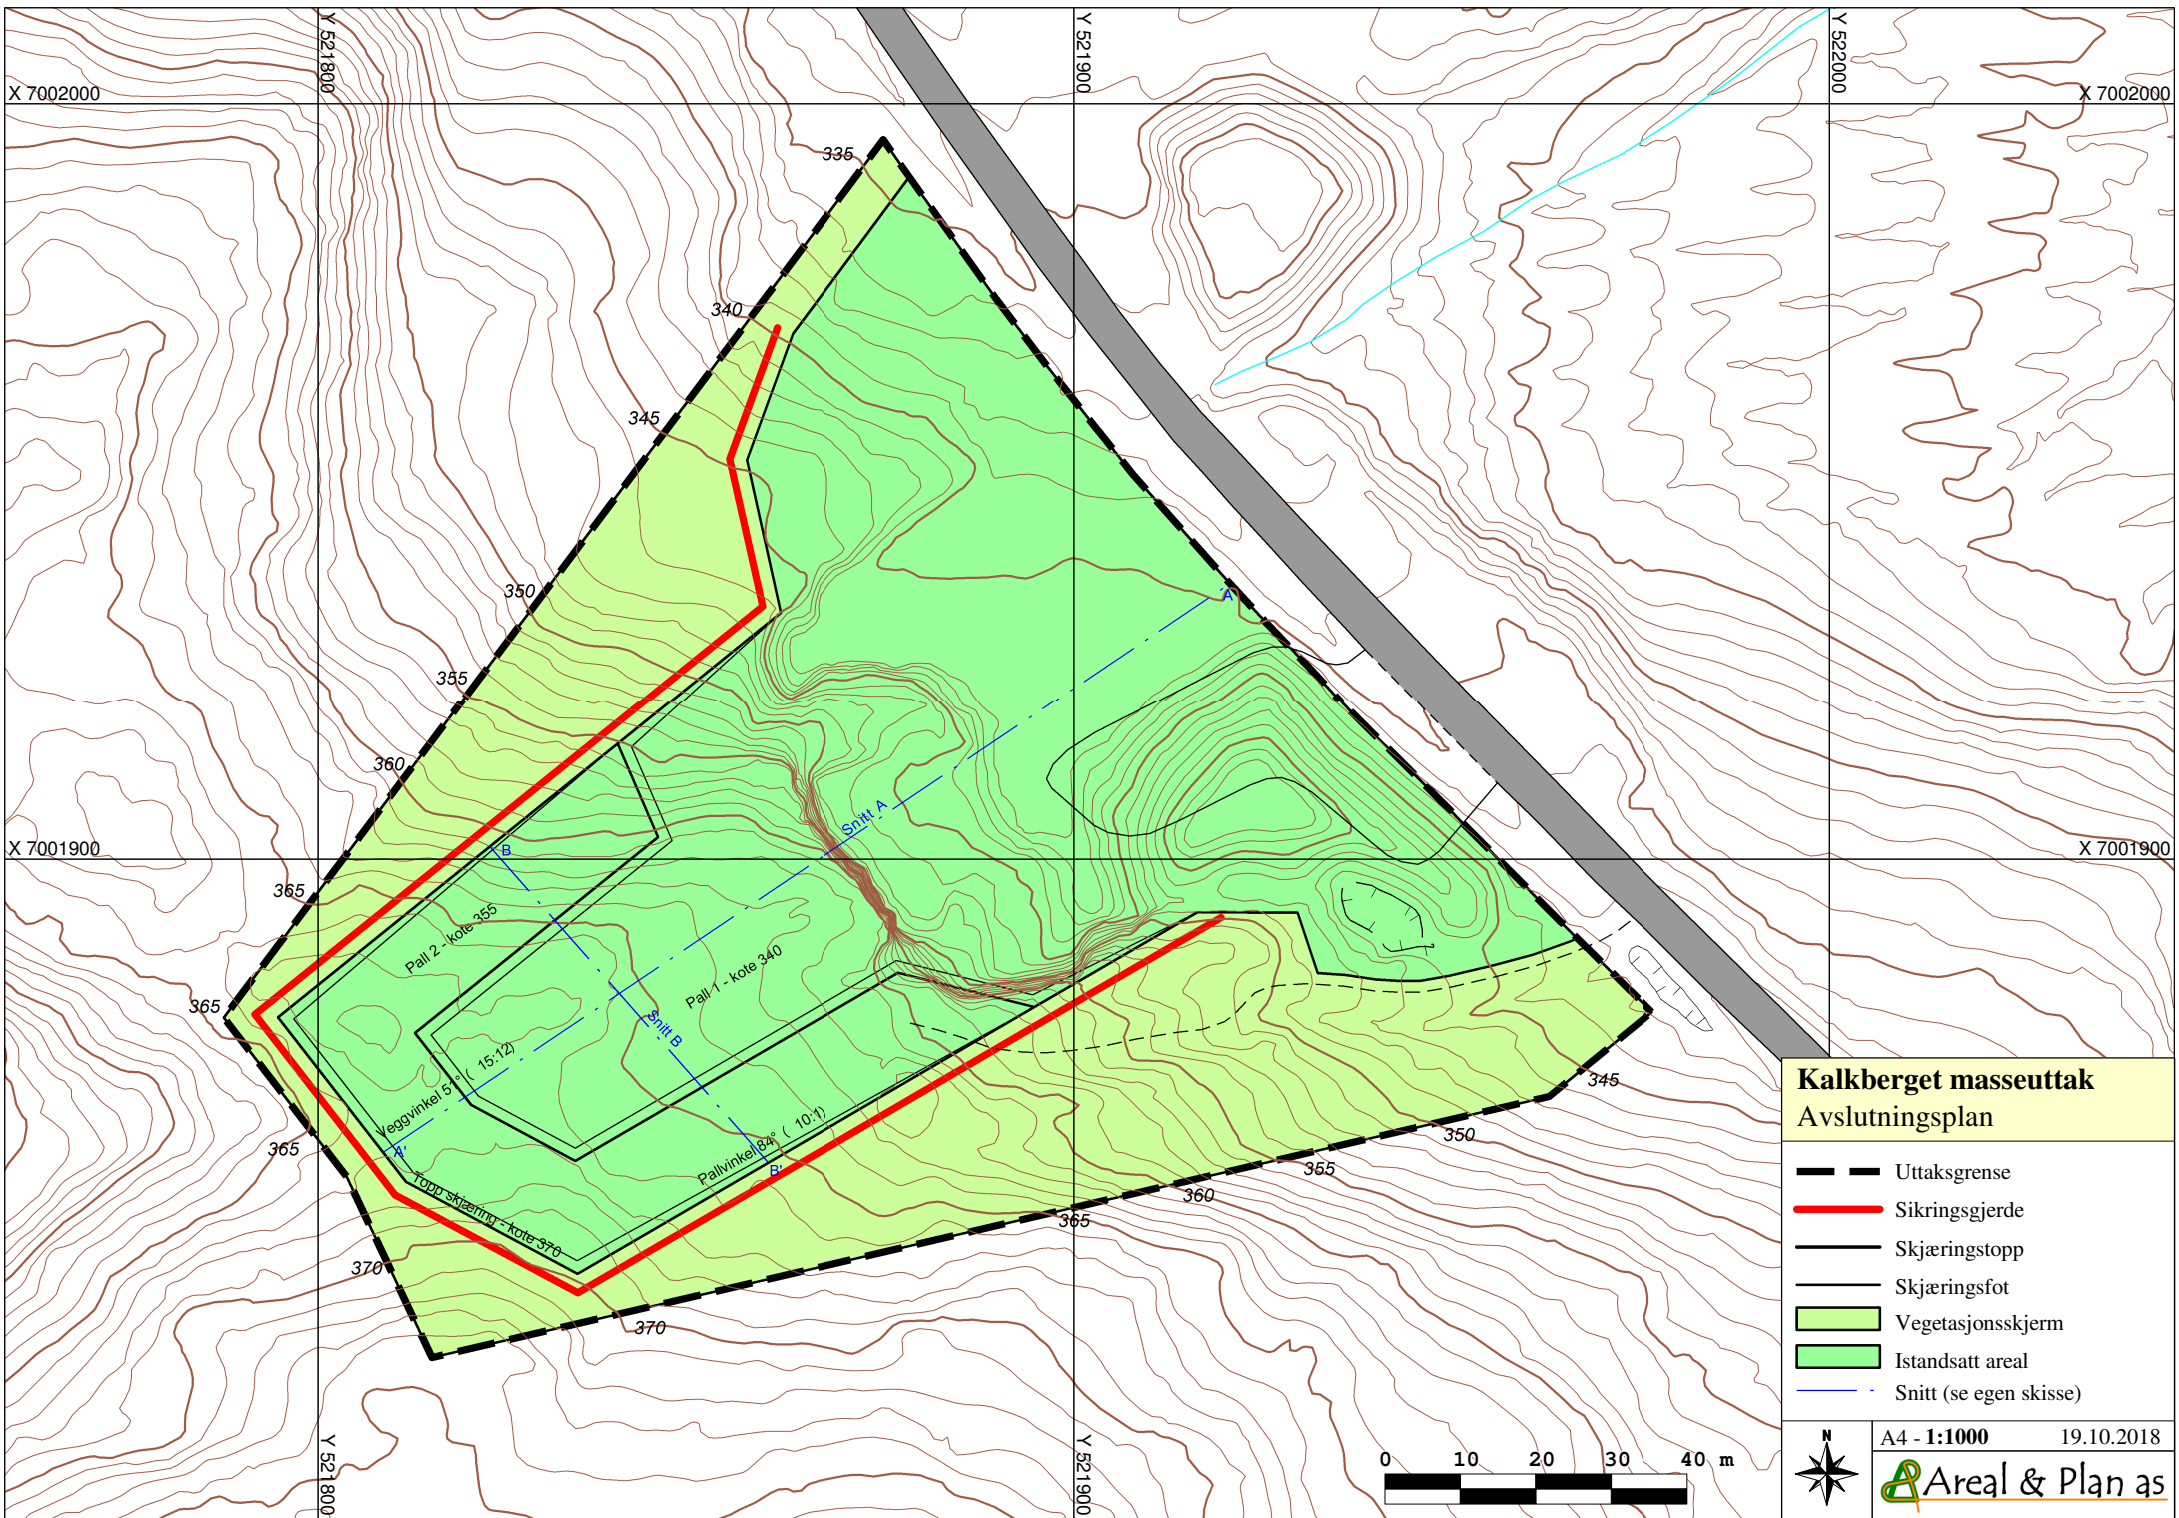 Y 521800
Y 521900
Y 522000
X 7002000
X 7002000
335
340
345
350
355
360
365
365
365
370
370
365
360
355
350
345
X 7001900
X 7001900
A
Snitt A
A'
B
Snitt B
B'
Pall 2 - kote 355
Pall 1 - kote 340
Veggvinkel 51° ( 15:12)
Pallvinkel 84° ( 10:1)
Topp skjæring - kote 370
Y 521800
Y 521900
0 10 20 30 40 m
Kalkberget masseuttak
Avslutningsplan
Uttaksgrense
Sikringsgjerde
Skjæringstopp
Skjæringsfot
Vegetasjonsskjerm
Istandsatt areal
Snitt (se egen skisse)
N
A4 - 1:1000 19.10.2018
Areal & Plan as